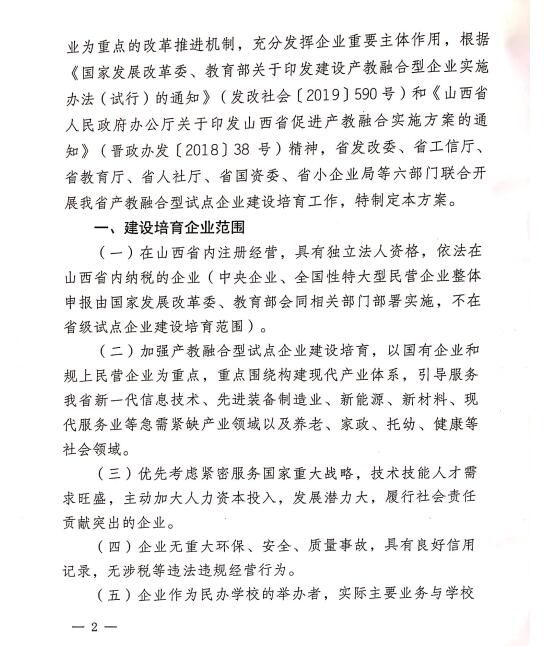 业为重点的改革推进机制，充分发挥企业重要主体作用，根据
《国家发展改革委、教育部关于印发建设产教融合型企业实施
办法（试行）的通知》（发改社会〔2019〕590号）和《山西省
人民政府办公厅关于印发山西省促进产教融合实施方案的通
知》（晋政办发〔2018〕38 号）精神，省发改委、省工信厅、
省教育厅、省人社厅、省国资委、省小企业局等六部门联合开
展我省产教融合型试点企业建设培育工作，特制定本方案。
一、建设培育企业范围
（一）在山西省内注册经营，具有独立法人资格，依法在
山西省内纳税的企业（中央企业、全国性特大型民营企业整体
申报由国家发展改革委、教育部会同相关部门部署实施，不在
省级试点企业建设培育范围）。
（二）加强产教融合型试点企业建设培育，以国有企业和
规上民营企业为重点，重点围绕构建现代产业体系，引导服务
我省新一代信息技术、先进装备制造业、新能源、新材料、现
代服务业等急需紧缺产业领域以及养老、家政、托幼、健康等
社会领域。
（三）优先考虑紧密服务国家重大战略，技术技能人才需
求旺盛，主动加大人力资本投入，发展潜力大，履行社会责任
贡献突出的企业。
（四）企业无重大环保、安全、质量事故，具有良好信用
记录，无涉税等违法违规经营行为。
（五）企业作为民办学校的举办者，实际主要业务与学校
— 2 —